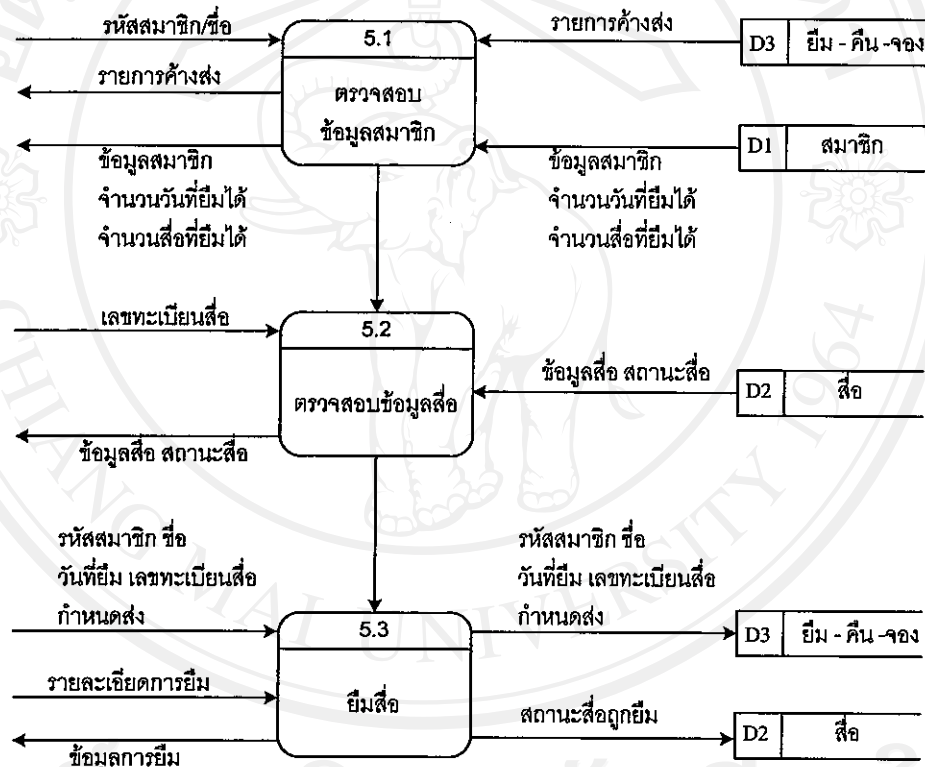 รหัสสมาชิก/ชื่อ
5.1
รายการค้างส่ง
D3 ยืม - คืน -จอง
รายการค้างส่ง
ตรวจสอบ
ข้อมูลสมาชิก
D1 สมาชิก
ข้อมูลสมาชิก
จำนวนวันที่ยืมได้
จำนวนสื่อที่ยืมได้
ข้อมูลสมาชิก
จำนวนวันที่ยืมได้
จำนวนสื่อที่ยืมได้
เลขทะเบียนสื่อ
5.2
ตรวจสอบข้อมูลสื่อ
ข้อมูลสื่อ สถานะสื่อ
D2 สื่อ
ข้อมูลสื่อ สถานะสื่อ
รหัสสมาชิก ชื่อ
วันที่ยืม เลขทะเบียนสื่อ
กำหนดส่ง
รหัสสมาชิก ชื่อ
วันที่ยืม เลขทะเบียนสื่อ
กำหนดส่ง
5.3
D3 ยืม - คืน -จอง
รายละเอียดการยืม
ยืมสื่อ
สถานะสื่อถูกยืม
D2 สื่อ
ข้อมูลการยืม
CHIANG MAI UNIVERSITY 1964